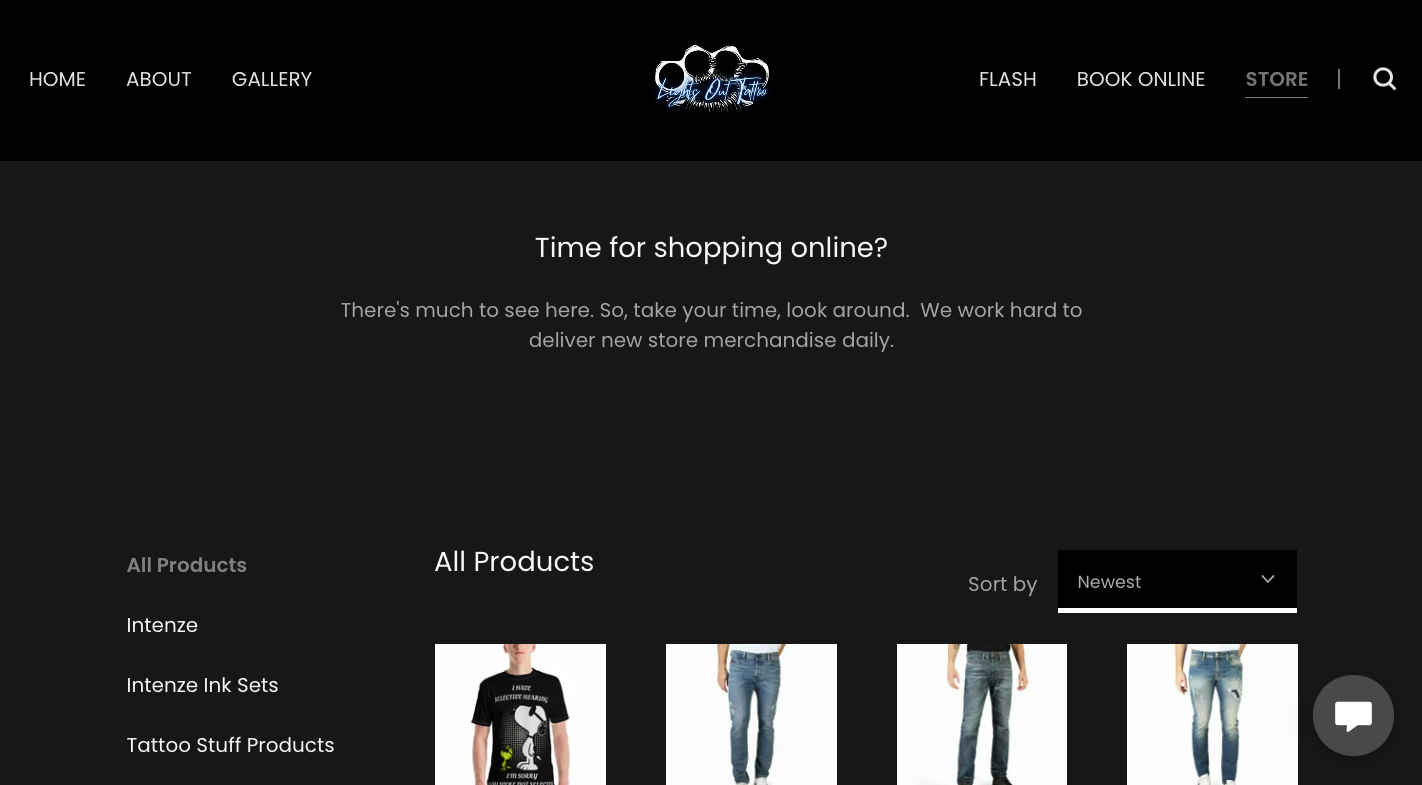 HOME
ABOUT
GALLERY
Lights Out Tattoo
FLASH
BOOK ONLINE
STORE
Time for shopping online?
There's much to see here. So, take your time, look around.  We work hard to
deliver new store merchandise daily.
All Products
Intenze
Intenze Ink Sets
Tattoo Stuff Products
All Products
Sort by
Newest
I HAVE
SELECTIVE HEARING
I'M SORRY